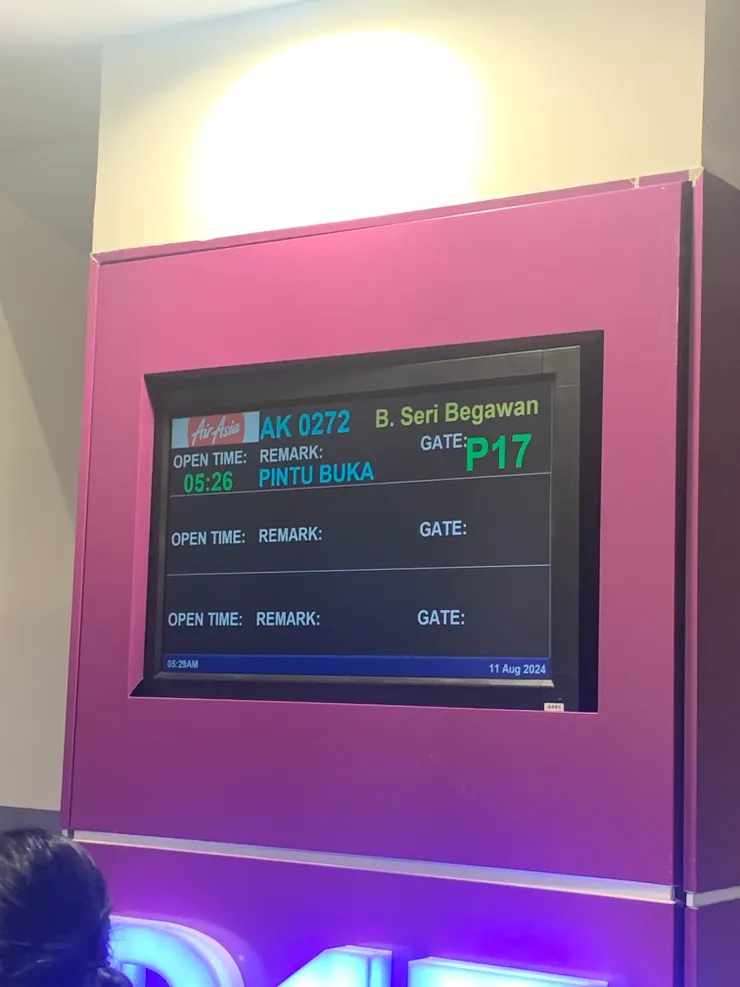 AirAsia AK 0272 B. Seri Begawan
OPEN TIME: REMARK: GATE: P17
05:26 PINTU BUKA
OPEN TIME: REMARK: GATE:
OPEN TIME: REMARK: GATE:
05:29AM 11 Aug 2024
4461